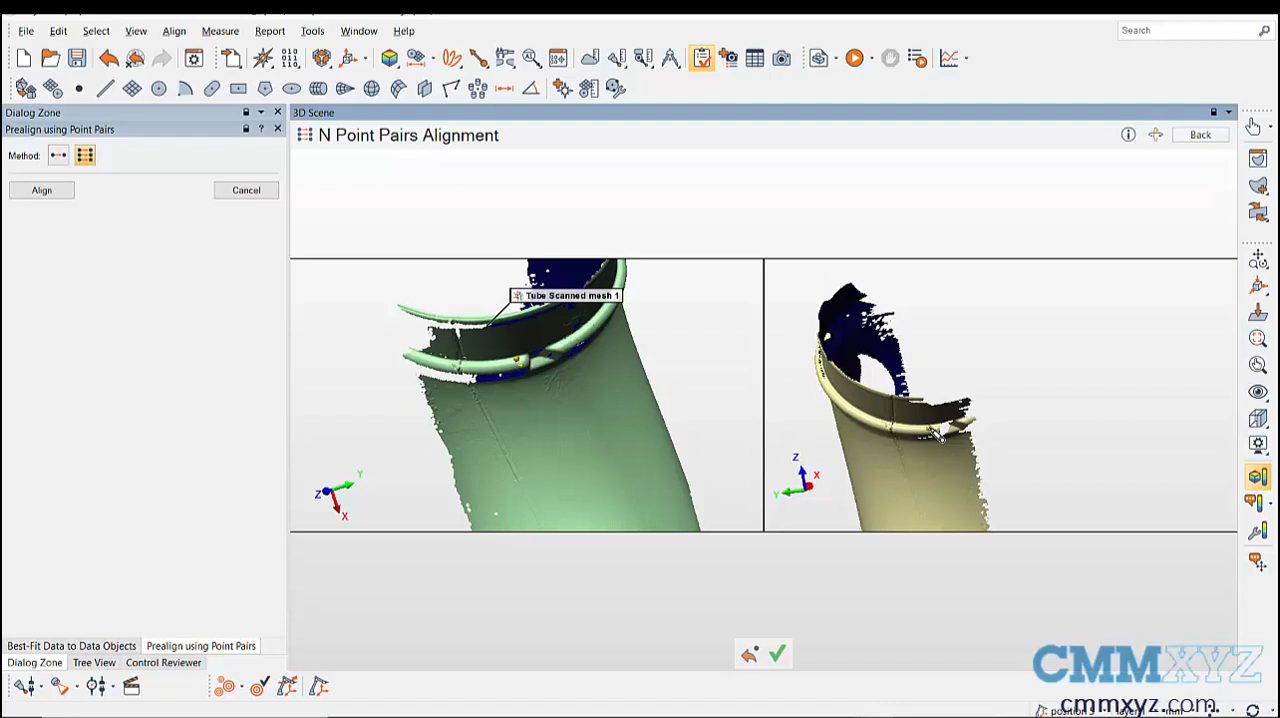 File Edit Select View Align Measure Report Tools Window Help
Search
Dialog Zone
3D Scene
Prealign using Point Pairs
N Point Pairs Alignment
Back
Method:
Align
Cancel
Tube Scanned mesh 1
Z
Y
X
Z
X
Y
Best-Fit Data to Data Objects
Prealign using Point Pairs
Dialog Zone
Tree View
Control Reviewer
CMMXYZ
cmmxyz.com